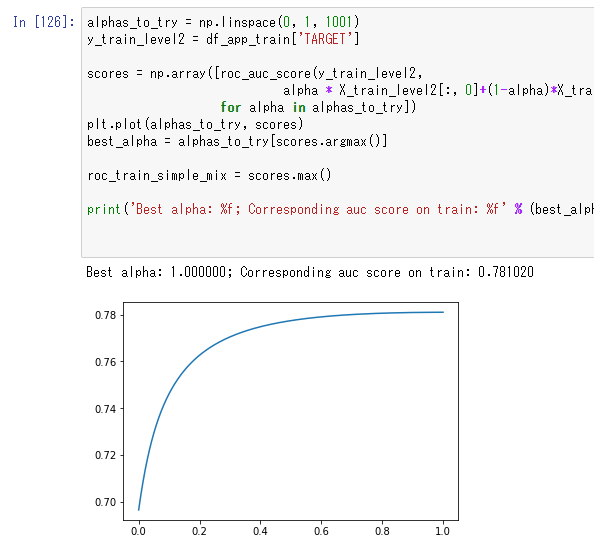 In [126]: alphas_to_try = np.linspace(0, 1, 1001)
y_train_level2 = df_app_train['TARGET']
scores = np.array([roc_auc_score(y_train_level2,
alpha * X_train_level2[:, 0]+(1-alpha)*X_tra
for alpha in alphas_to_try])
plt.plot(alphas_to_try, scores)
best_alpha = alphas_to_try[scores.argmax()]
roc_train_simple_mix = scores.max()
print('Best alpha: %f; Corresponding auc score on train: %f' % (best_alph
Best alpha: 1.000000; Corresponding auc score on train: 0.781020
0.78
0.76
0.74
0.72
0.70
0.0 0.2 0.4 0.6 0.8 1.0